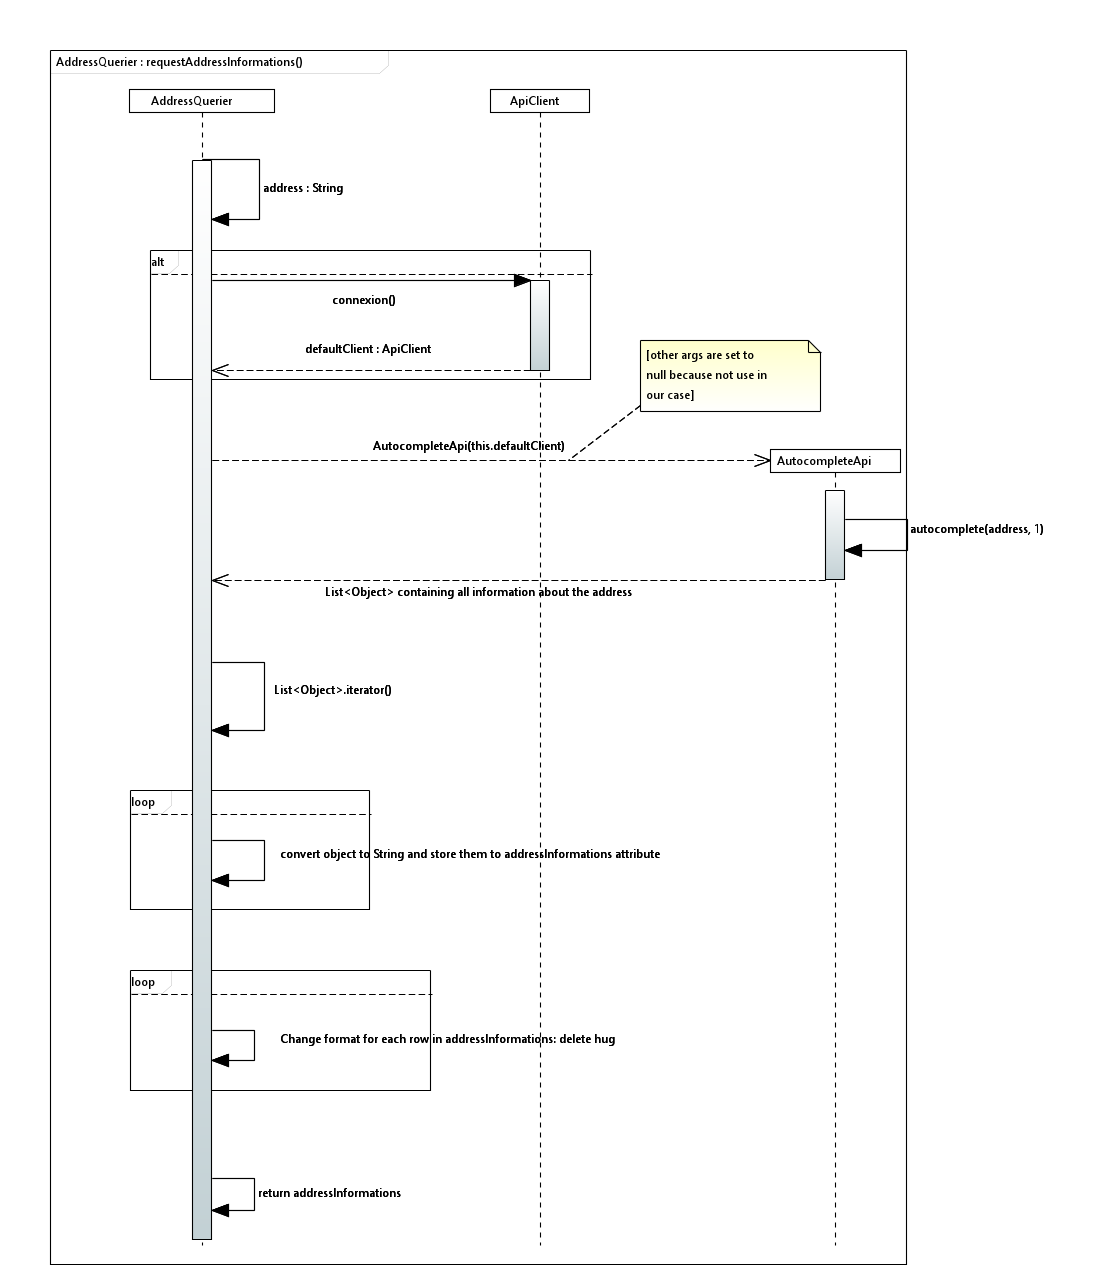 AddressQuerier : requestAddressInformations()
AddressQuerier
ApiClient
address : String
alt
connexion()
defaultClient : ApiClient
[other args are set to
null because not use in
our case]
AutocompleteApi(this.defaultClient)
AutocompleteApi
autocomplete(address, 1)
List<Object> containing all information about the address
List<Object>.iterator()
loop
convert object to String and store them to addressInformations attribute
loop
Change format for each row in addressInformations: delete hug
return addressInformations